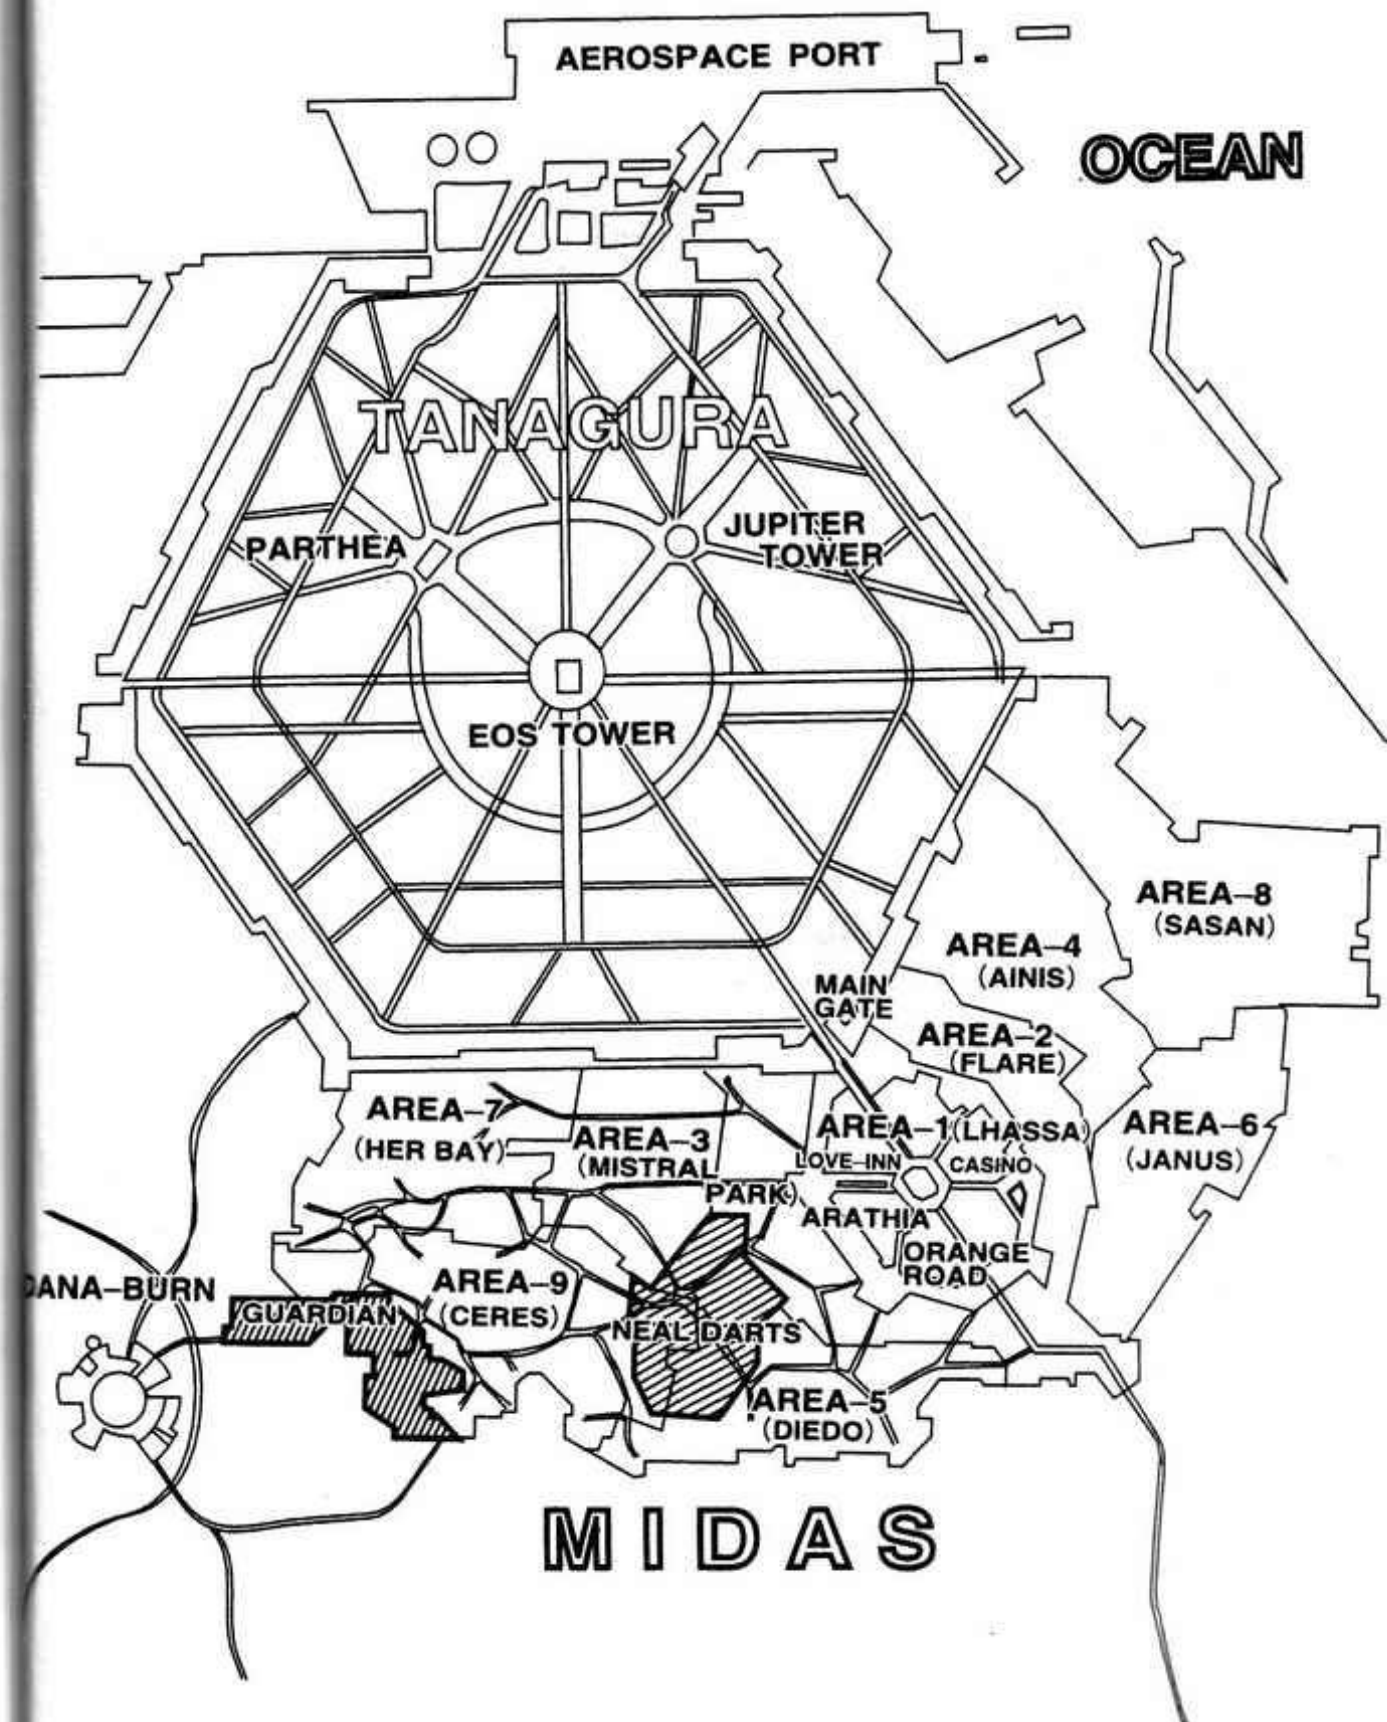 AEROSPACE PORT
OCEAN
TANAGURA
PARTHEA
JUPITER
TOWER
EOS TOWER
AREA–8
(SASAN)
AREA–4
(AINIS)
MAIN
GATE
AREA–2
(FLARE)
AREA–7
(HER BAY)
AREA–3
(MISTRAL
PARK)
AREA–1(LHASSA)
LOVE–INN
CASINO
AREA–6
(JANUS)
ARATHIA
ORANGE
ROAD
DANA–BURN
GUARDIAN
AREA–9
(CERES)
NEAL DARTS
AREA–5
(DIEDO)
MIDAS